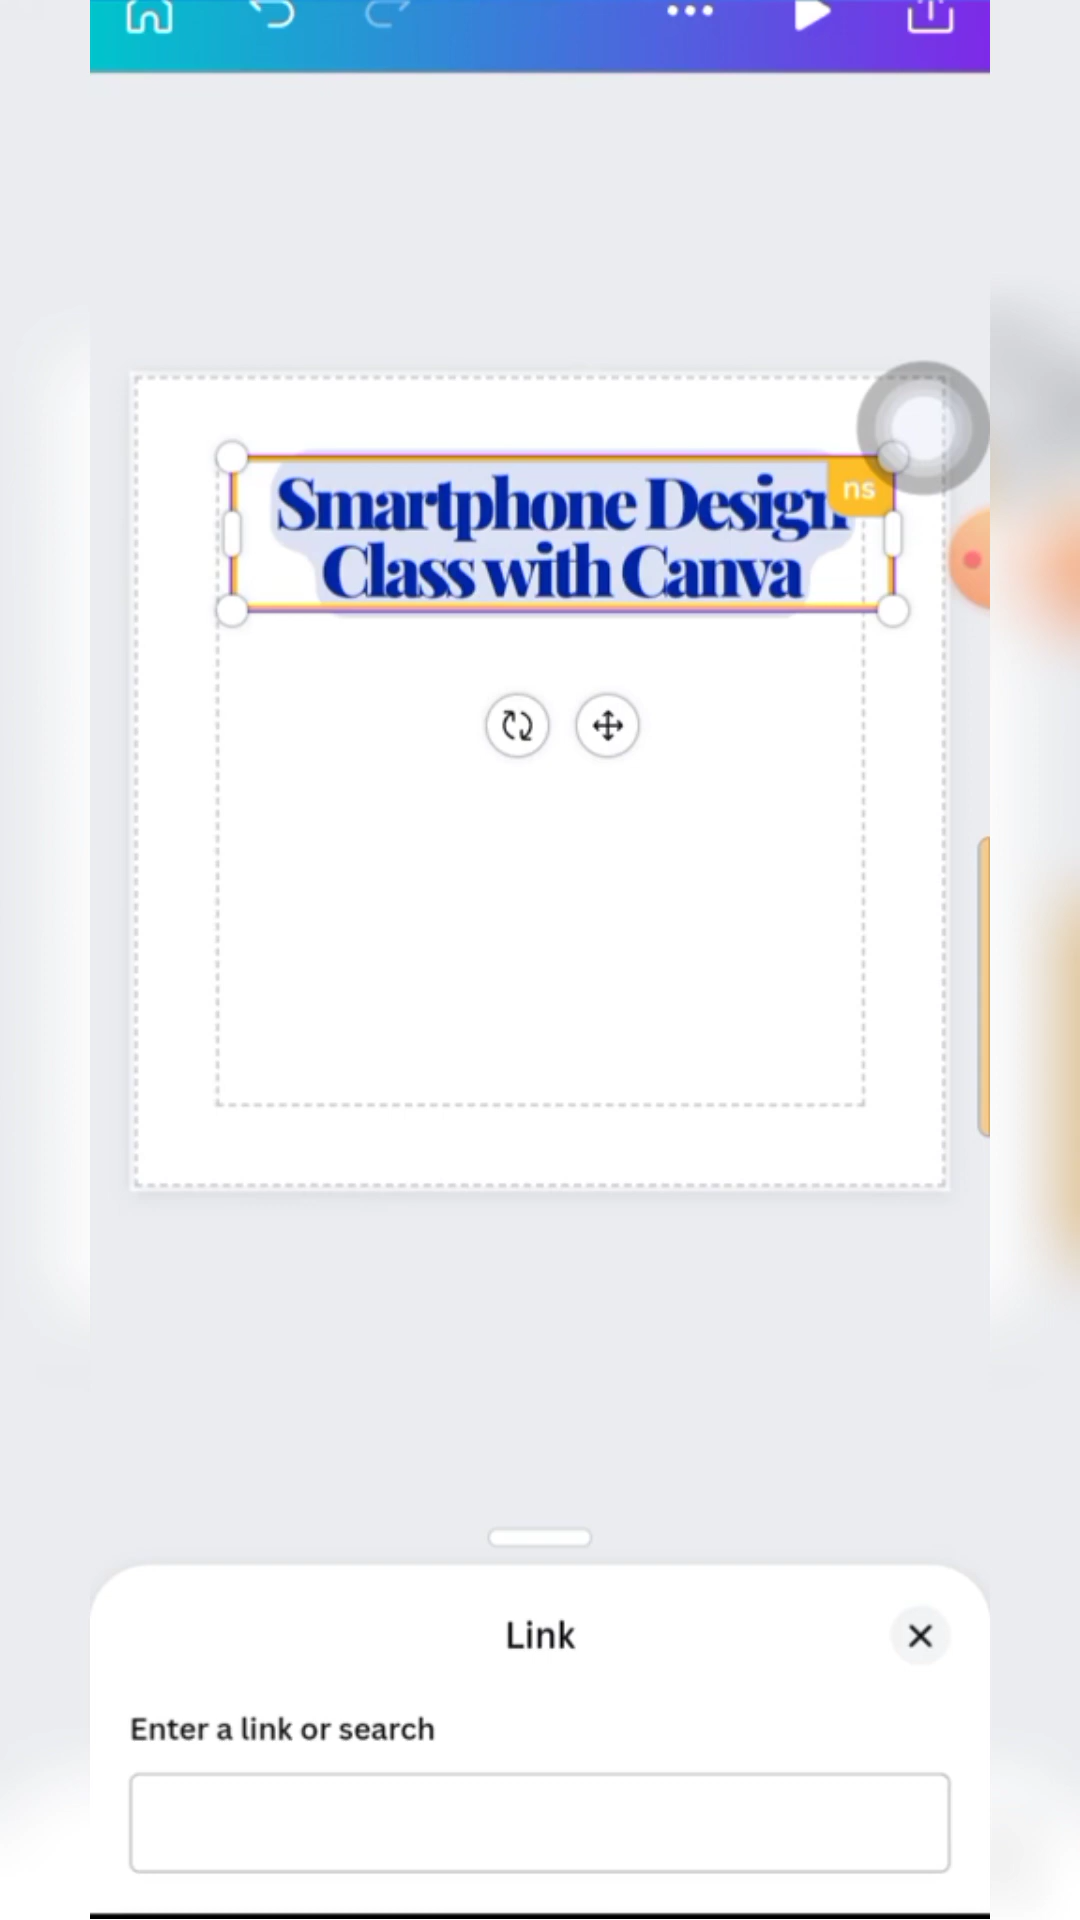 Smartphone Design
ns
Class with Canva
Link
Enter a link or search